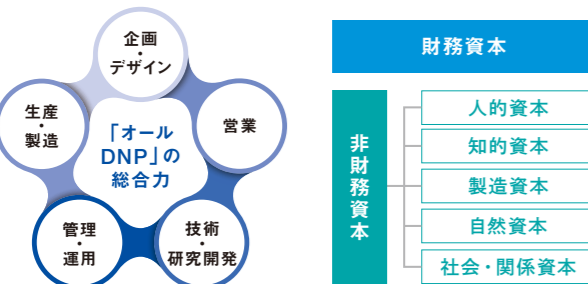 企画
・
デザイン
営業
技術
・
研究開発
管理
・
運用
生産
・
製造
「オール
DNP」の
総合力
財務資本
非財務資本
人的資本
知的資本
製造資本
自然資本
社会・関係資本